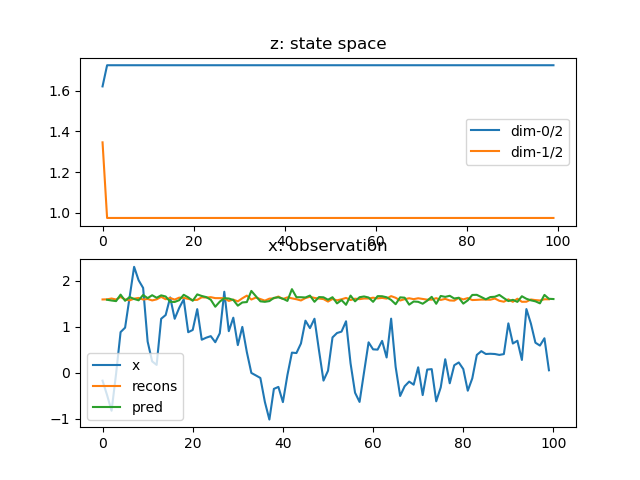 z: state space
1.6
1.4
1.2
1.0
dim-0/2
dim-1/2
0 20 40 60 80 100
x: observation
2
1
0
−1
x
recons
pred
0 20 40 60 80 100